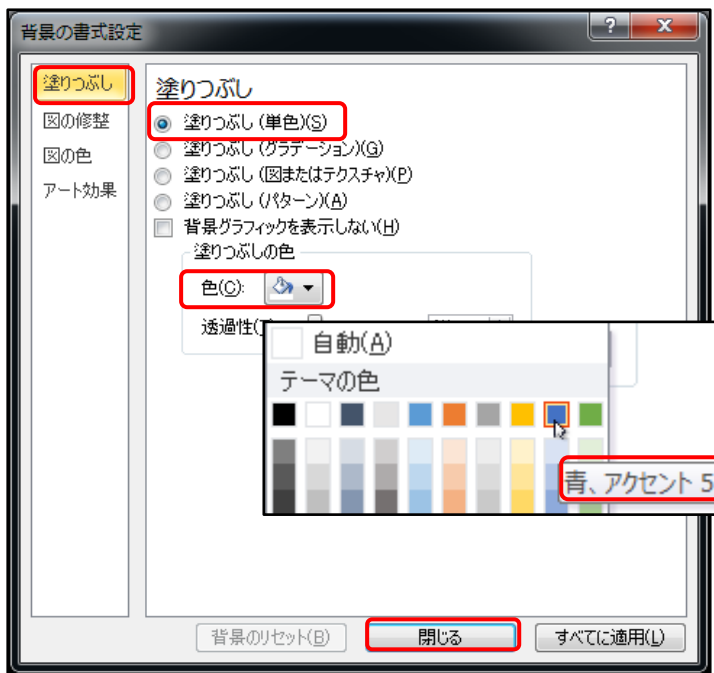 背景の書式設定
塗りつぶし
図の修整
図の色
アート効果
塗りつぶし
塗りつぶし (単色)(S)
塗りつぶし (グラデーション)(G)
塗りつぶし (図またはテクスチャ)(P)
塗りつぶし (パターン)(A)
背景グラフィックを表示しない(H)
塗りつぶしの色
色(C):
透過性(T)
自動(A)
テーマの色
青、アクセント 5
背景のリセット(B)
閉じる
すべてに適用(L)